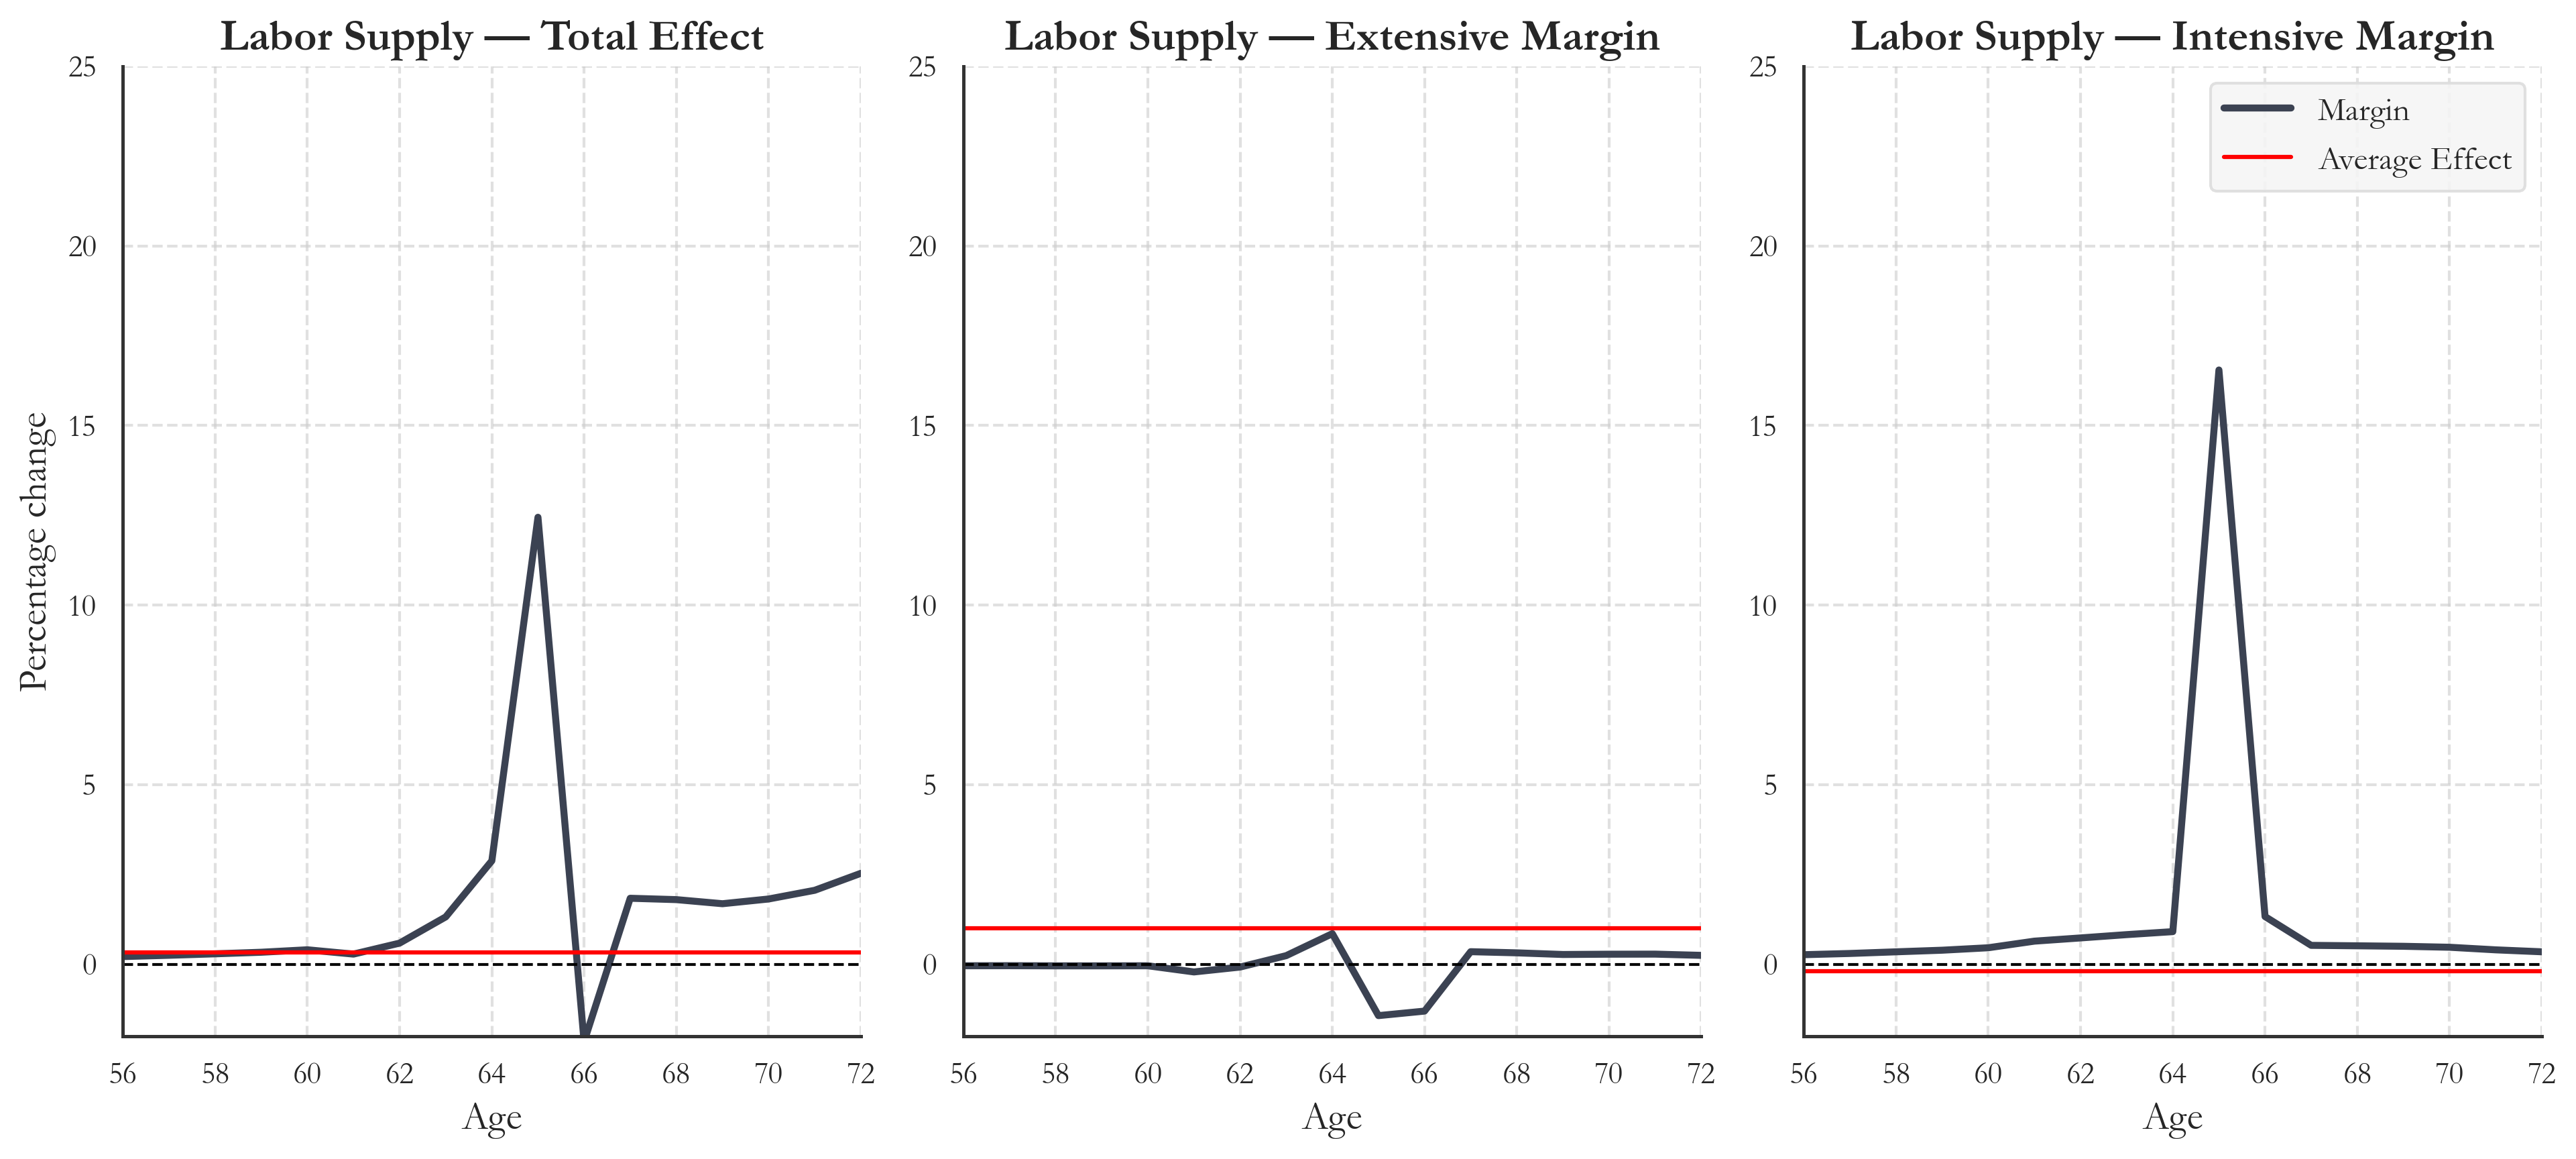 Labor Supply — Total Effect
25
20
15
10
5
0
Percentage change
56 58 60 62 64 66 68 70 72
Age
Labor Supply — Extensive Margin
25
20
15
10
5
0
56 58 60 62 64 66 68 70 72
Age
Labor Supply — Intensive Margin
25
20
15
10
5
0
Margin
Average Effect
56 58 60 62 64 66 68 70 72
Age